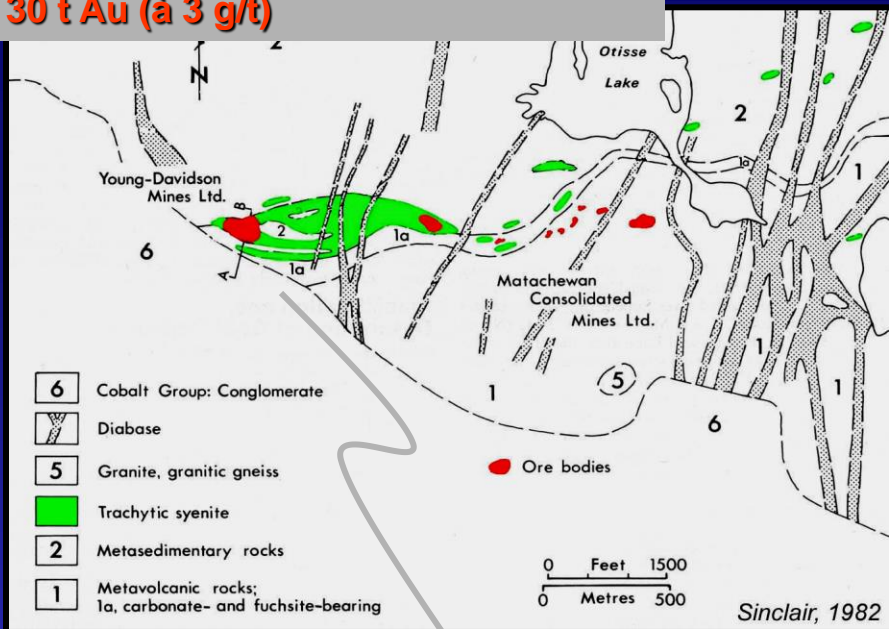 30 t Au (à 3 g/t)
2
N
Otisse
Lake
2
1a
1
Young-Davidson
Mines Ltd.
B
2
1a
1a
A
6
Matachewan
Consolidated
Mines Ltd.
1
5
1
1
6
6 Cobalt Group: Conglomerate
Diabase
5 Granite, granitic gneiss
Ore bodies
Trachytic syenite
2 Metasedimentary rocks
1 Metavolcanic rocks;
1a, carbonate- and fuchsite-bearing
0 Feet 1500
0 Metres 500
Sinclair, 1982